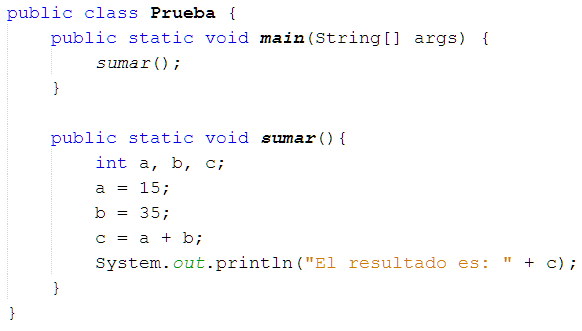 public class Prueba {
    public static void main(String[] args) {
        sumar();
    }

    public static void sumar(){
        int a, b, c;
        a = 15;
        b = 35;
        c = a + b;
        System.out.println("El resultado es: " + c);
    }
}